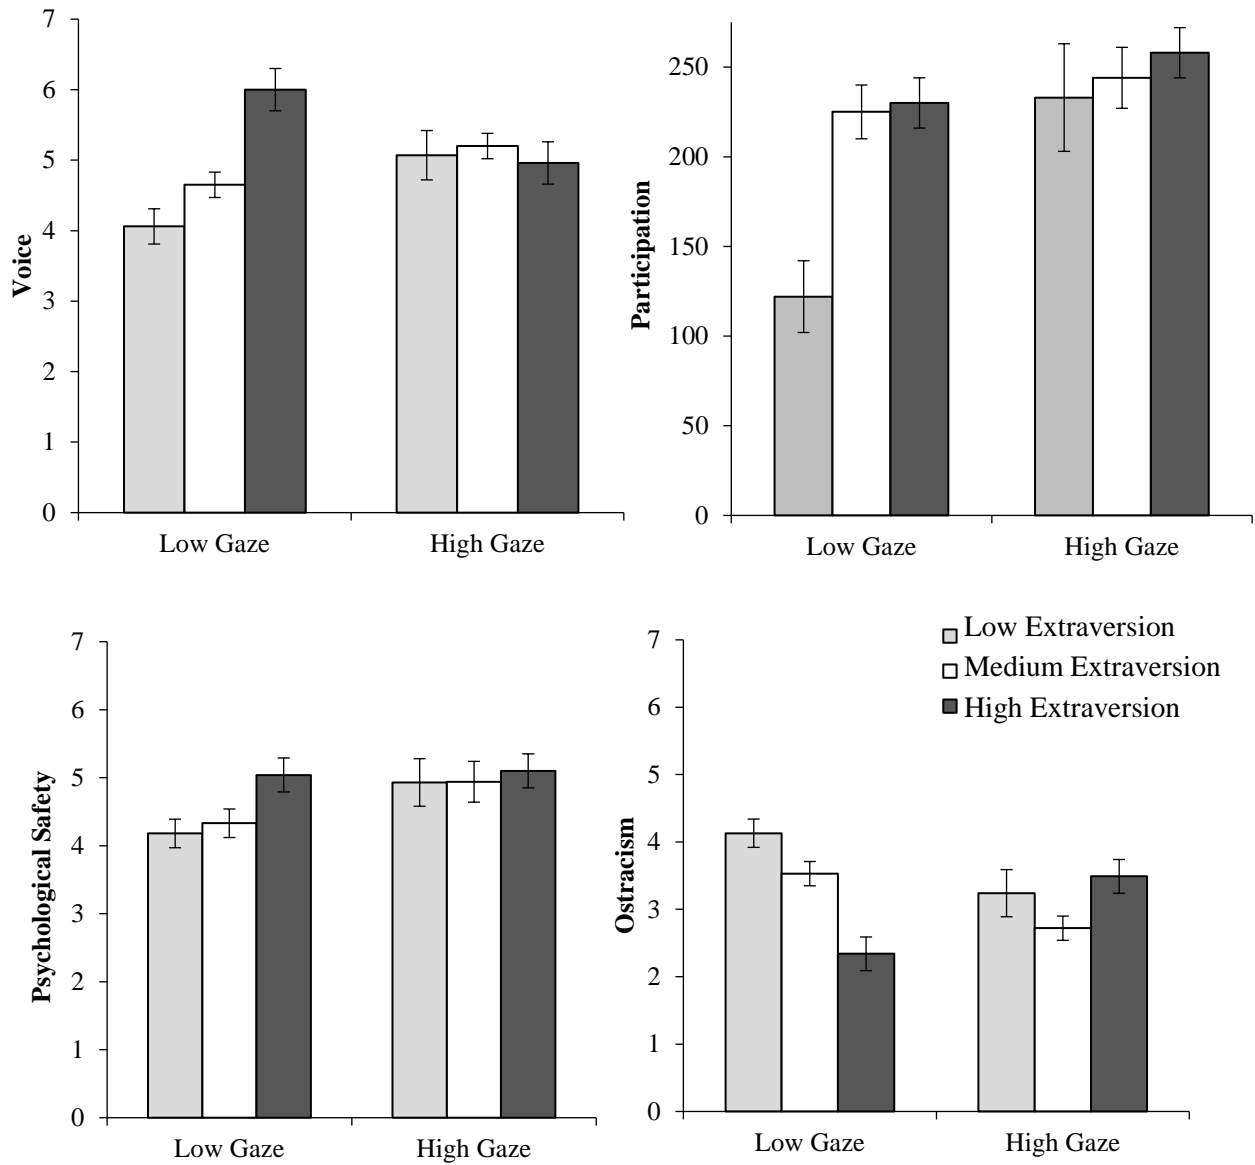 7
6
5
4
3
2
1
0
Voice
Low Gaze
High Gaze
250
200
150
100
50
0
Participation
Low Gaze
High Gaze
7
6
5
4
3
2
1
0
Psychological Safety
Low Gaze
High Gaze
7
6
5
4
3
2
1
0
Ostracism
Low Gaze
High Gaze
Low Extraversion
Medium Extraversion
High Extraversion